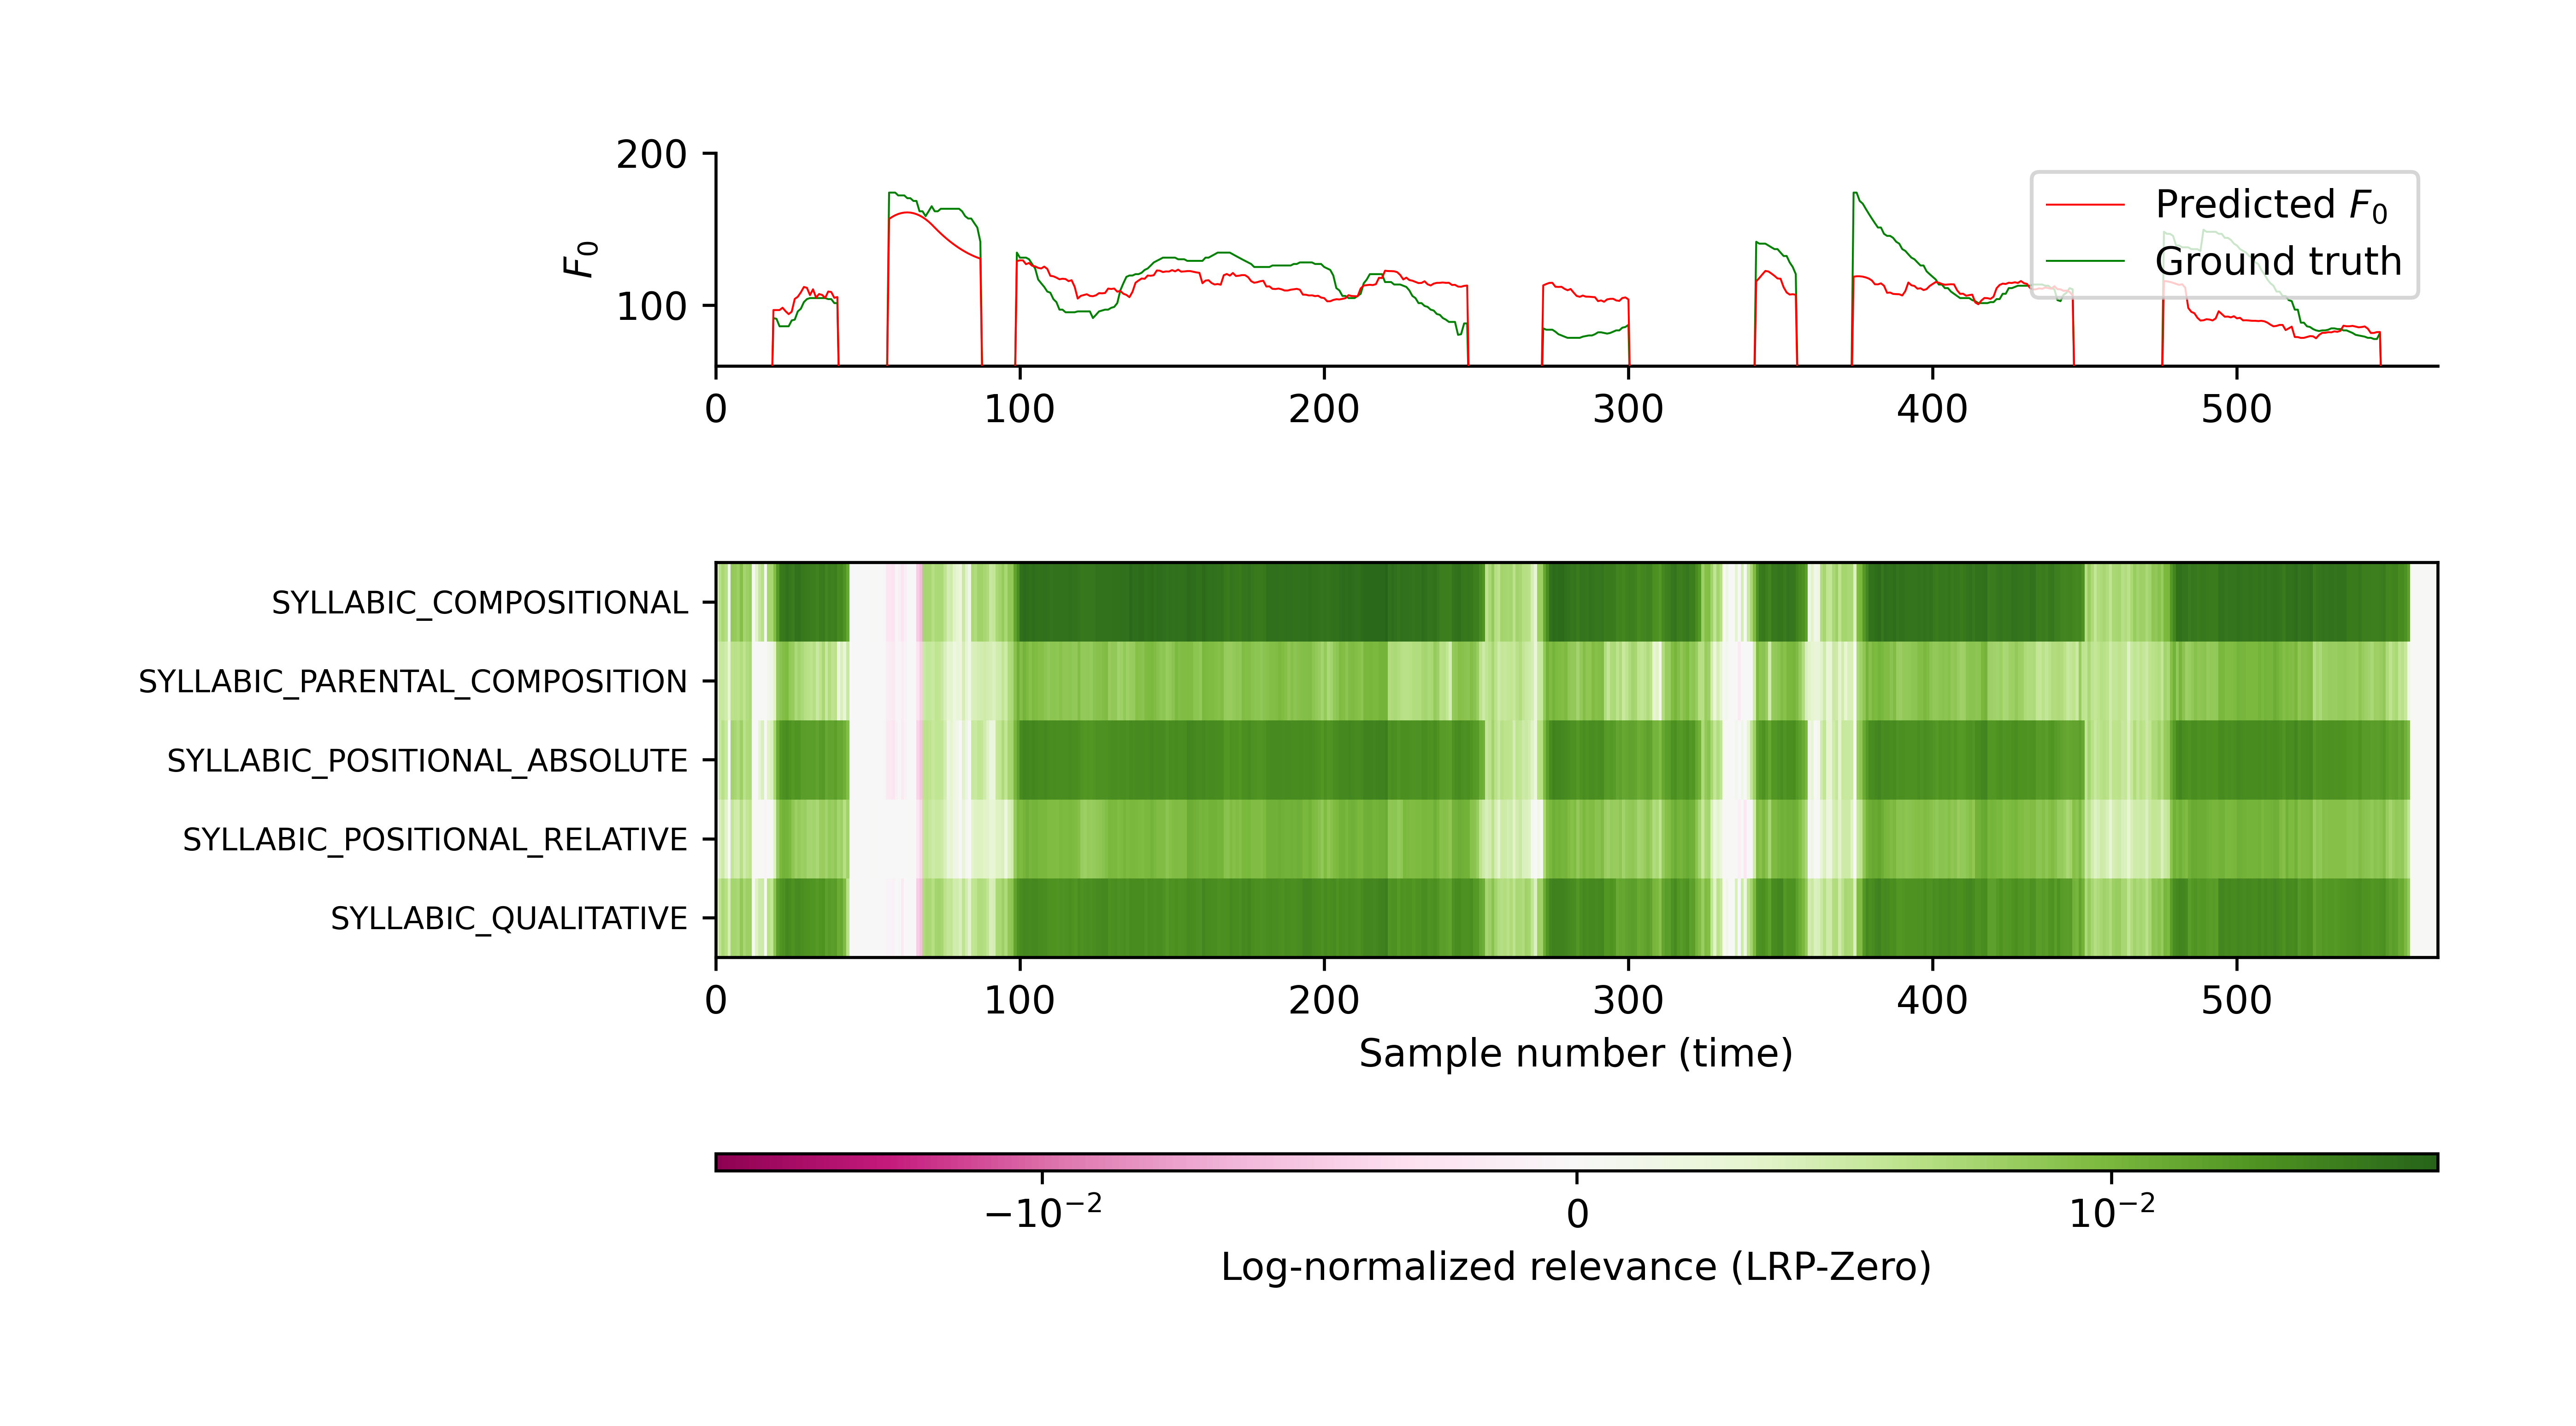 200
100
F₀
Predicted F₀
Ground truth
0 100 200 300 400 500
SYLLABIC_COMPOSITIONAL
SYLLABIC_PARENTAL_COMPOSITION
SYLLABIC_POSITIONAL_ABSOLUTE
SYLLABIC_POSITIONAL_RELATIVE
SYLLABIC_QUALITATIVE
0 100 200 300 400 500
Sample number (time)
−10⁻² 0 10⁻²
Log-normalized relevance (LRP-Zero)